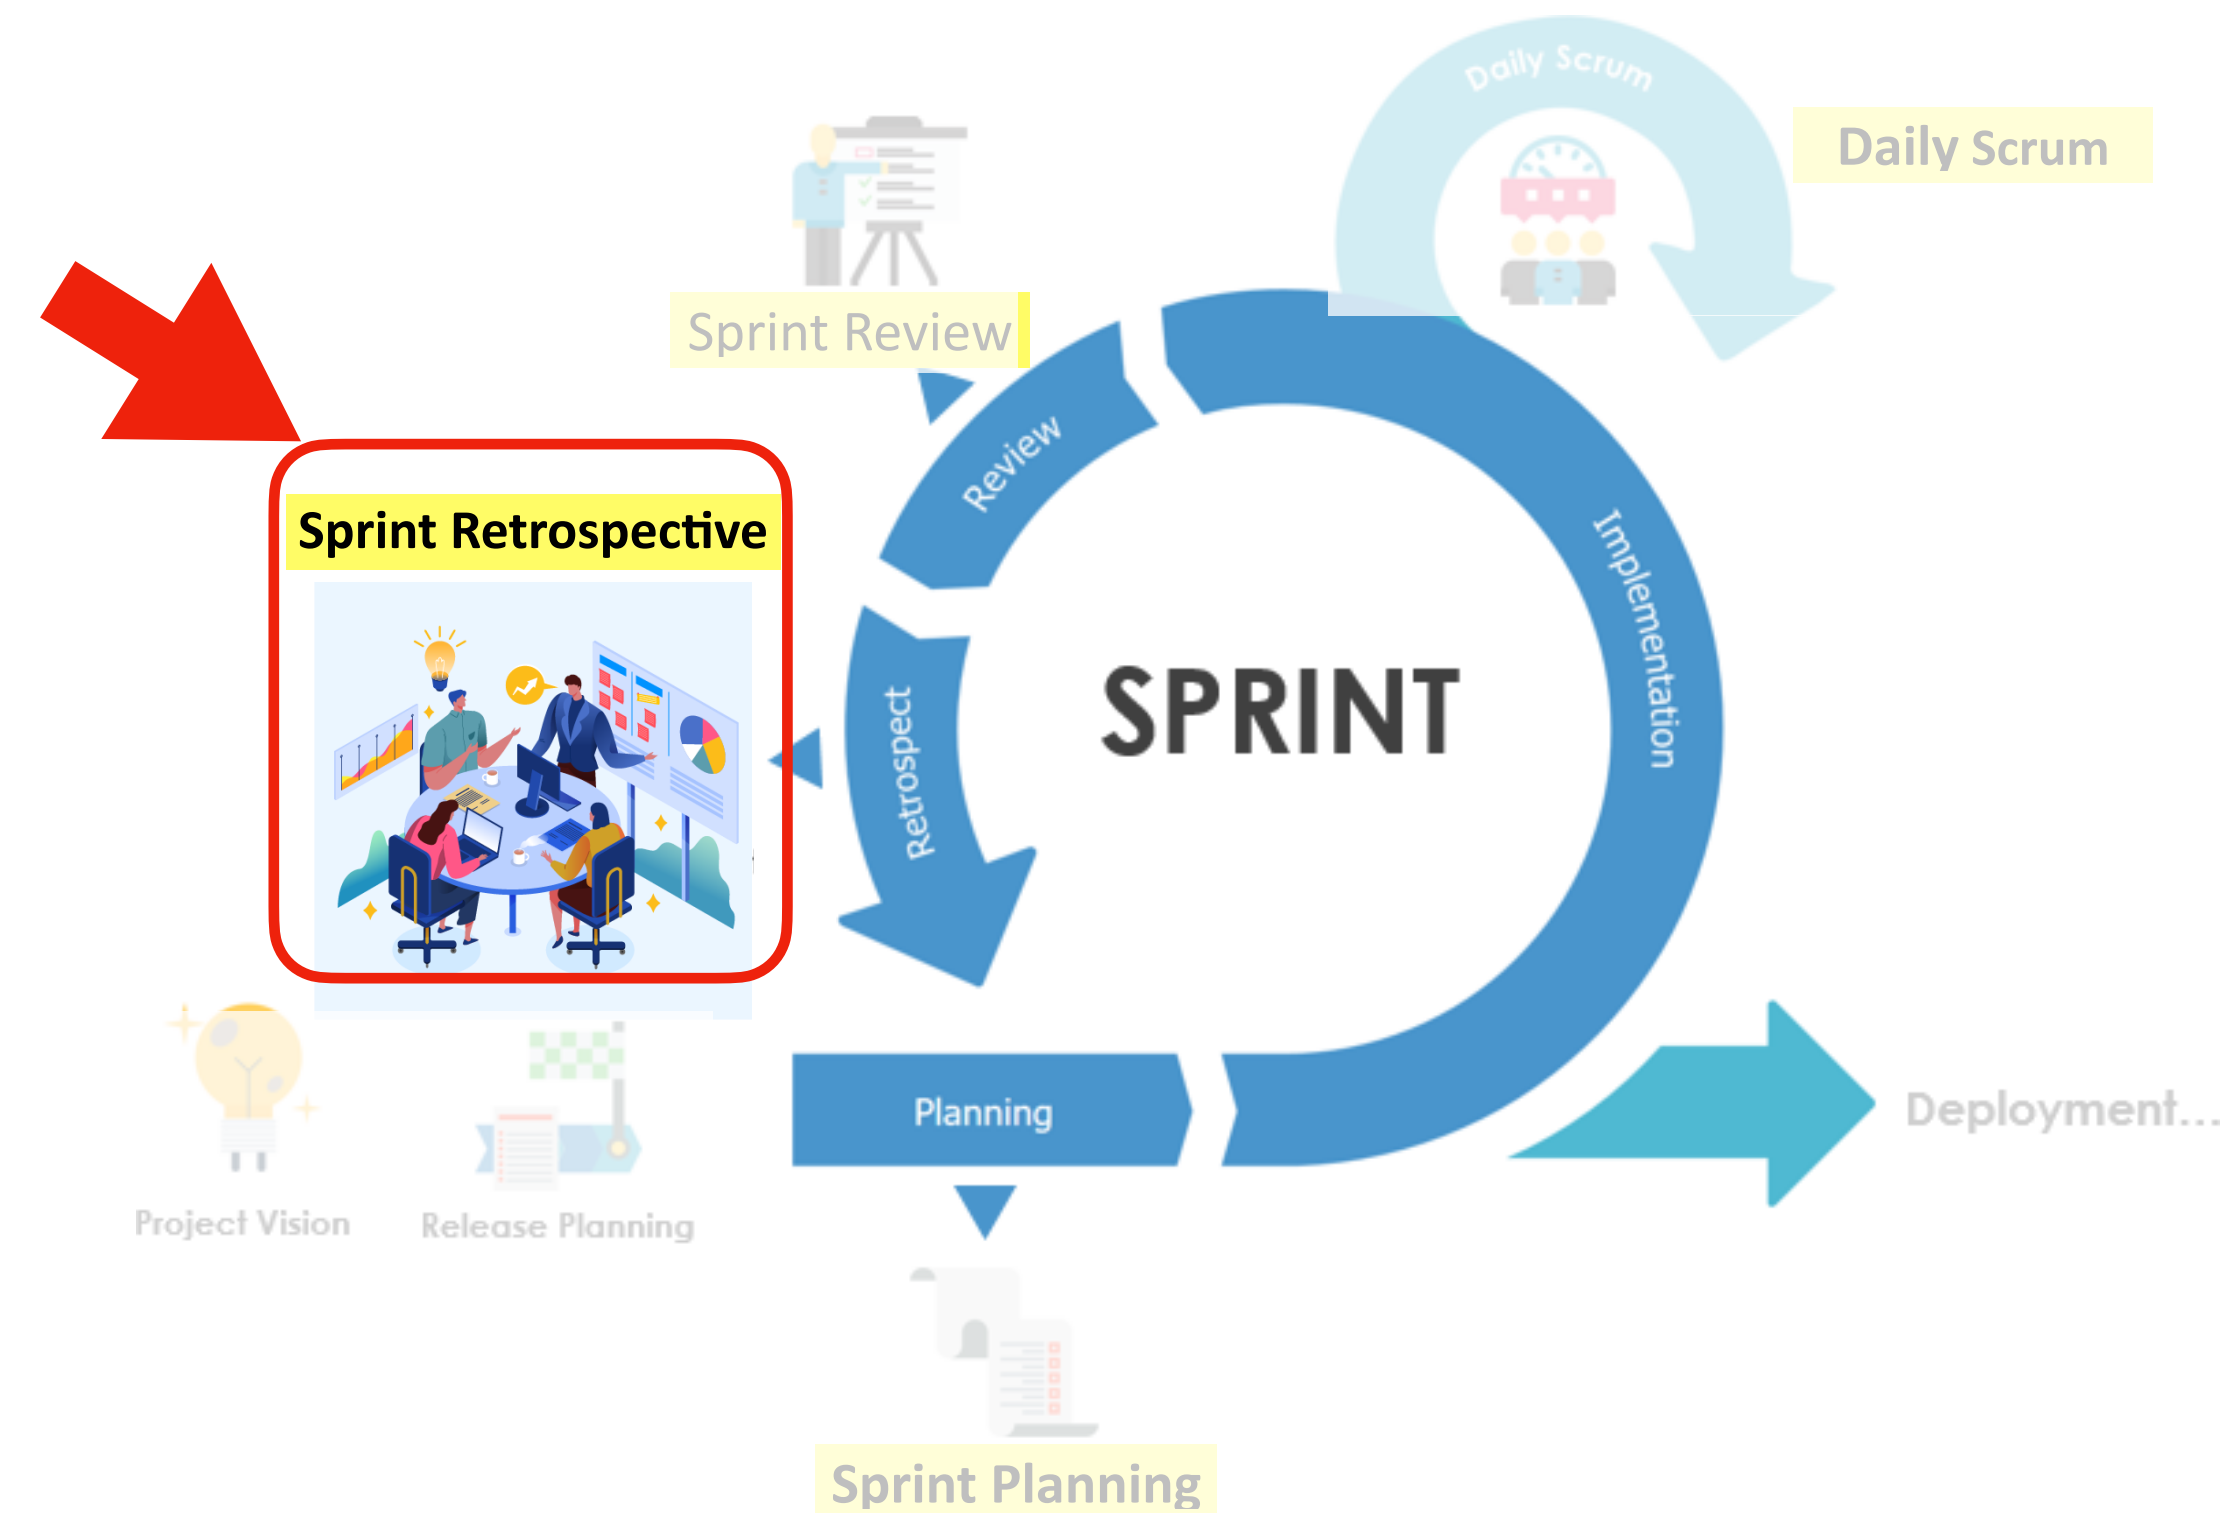 Daily Scrum
Daily Scrum
Sprint Review
Review
Sprint Retrospective
Implementation
SPRINT
Retrospect
Planning
Deployment...
Project Vision
Release Planning
Sprint Planning